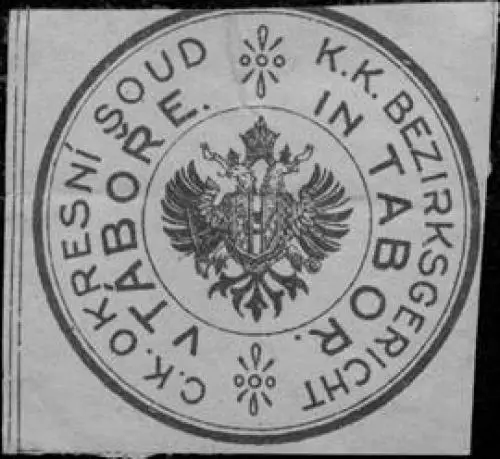 C.K. OKRESNÍ SOUD
V TÁBOŘE.
K.K. BEZIRKSGERICHT
IN TABOR.